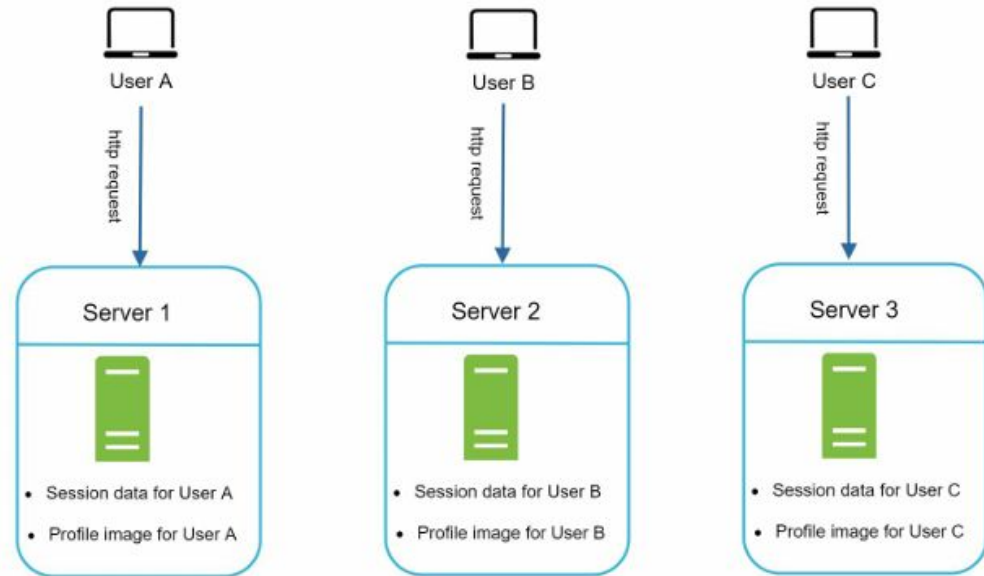 User A
User B
User C
http request
http request
http request
Server 1
Server 2
Server 3
• Session data for User A
• Profile image for User A
• Session data for User B
• Profile image for User B
• Session data for User C
• Profile image for User C